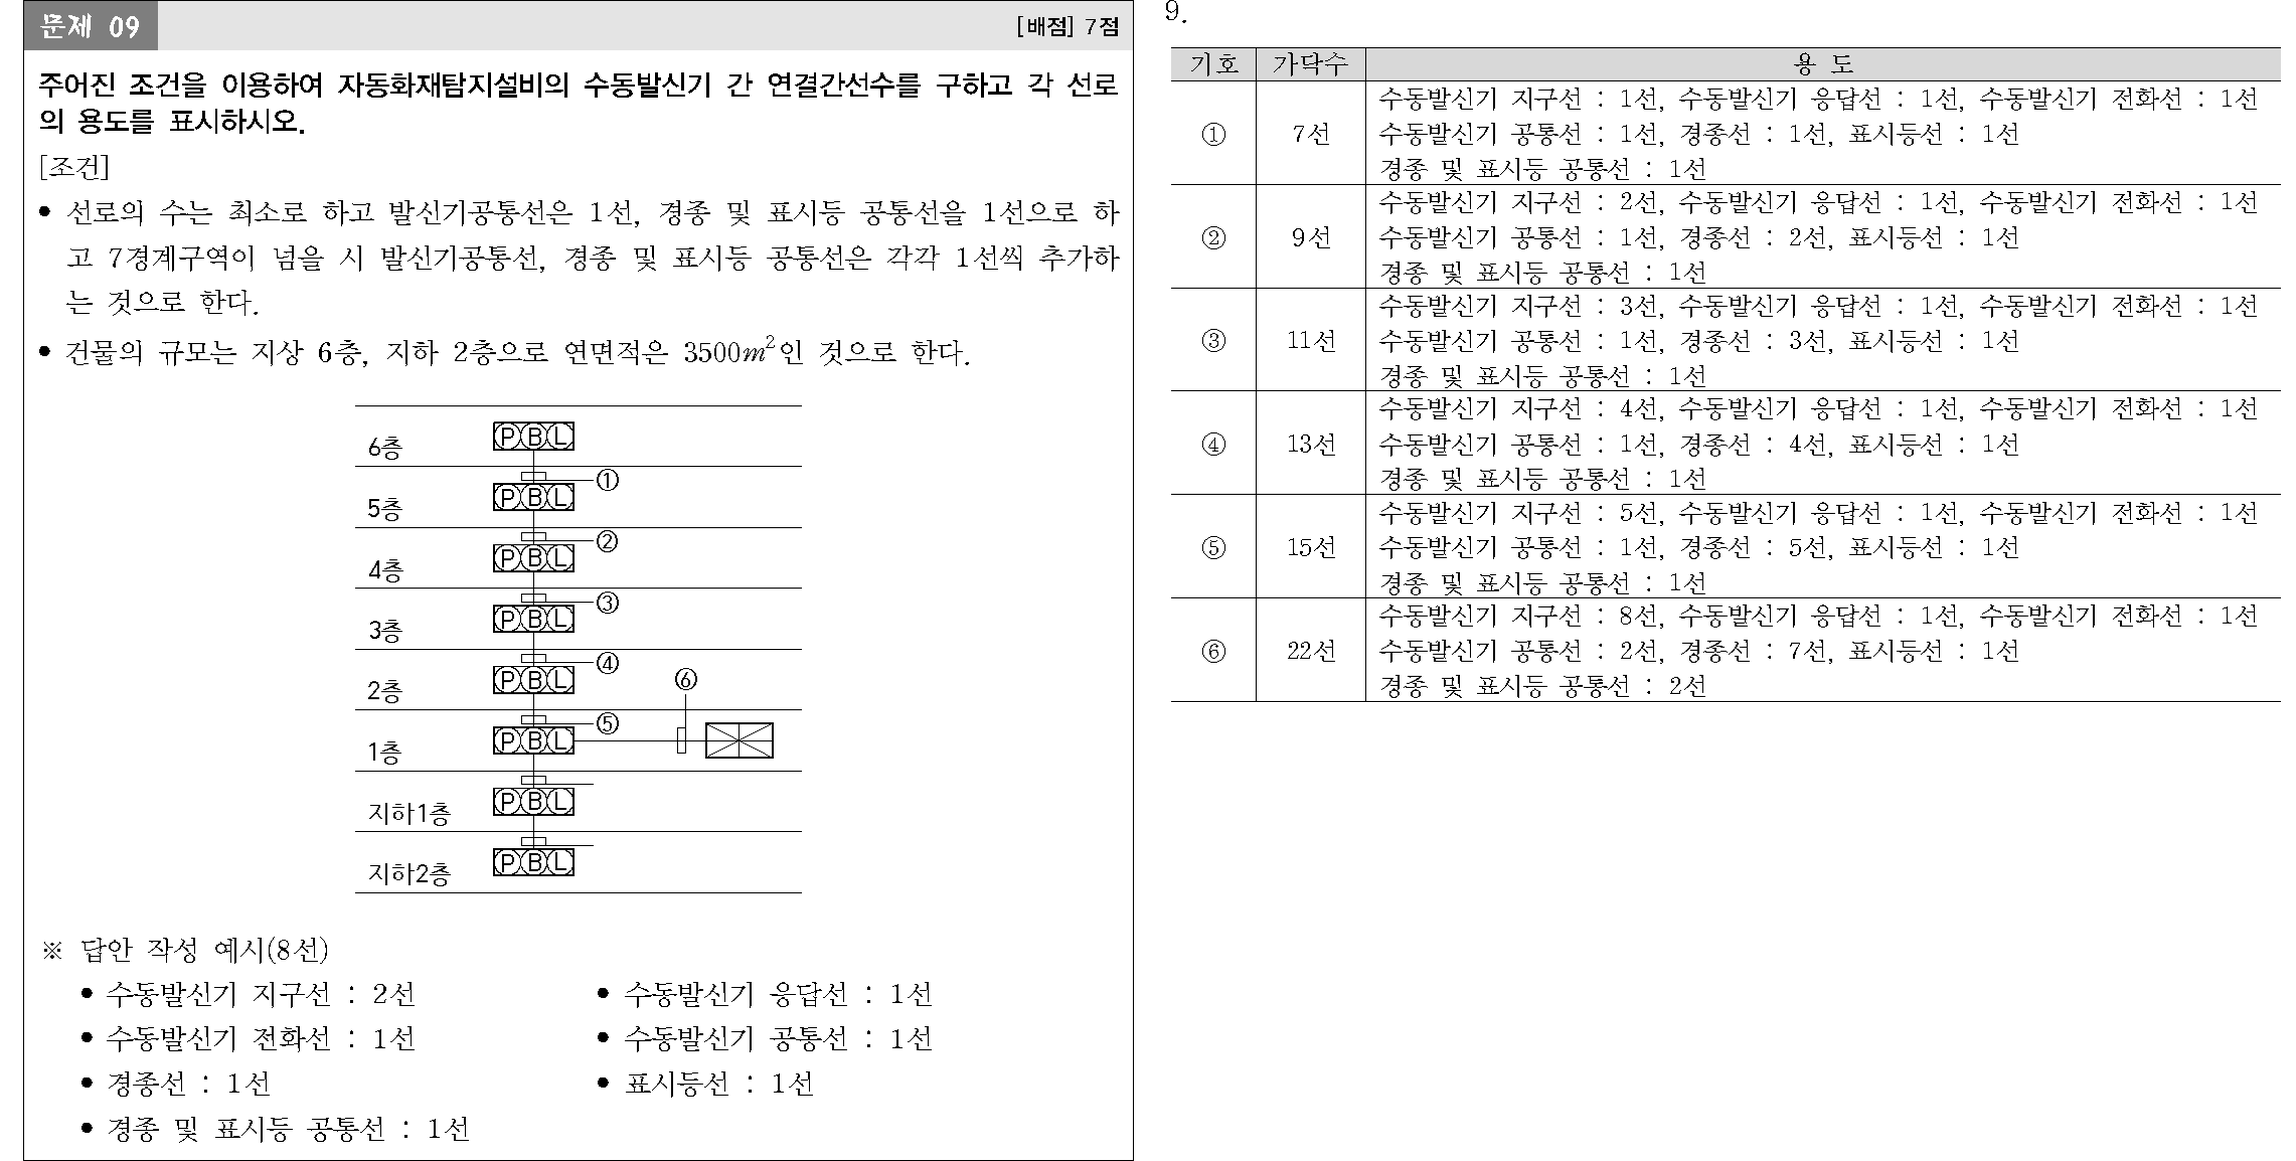 문제 09
[배점] 7점
주어진 조건을 이용하여 자동화재탐지설비의 수동발신기 간 연결간선수를 구하고 각 선로
의 용도를 표시하시오.
[조건]
● 선로의 수는 최소로 하고 발신기공통선은 1선, 경종 및 표시등 공통선을 1선으로 하
고 7경계구역이 넘을 시 발신기공통선, 경종 및 표시등 공통선은 각각 1선씩 추가하
는 것으로 한다.
● 건물의 규모는 지상 6층, 지하 2층으로 연면적은 3500m²인 것으로 한다.
6층 ⓅⒷⓁ
①
5층 ⓅⒷⓁ
②
4층 ⓅⒷⓁ
③
3층 ⓅⒷⓁ
④
2층 ⓅⒷⓁ
⑥
⑤
1층 ⓅⒷⓁ
지하1층 ⓅⒷⓁ
지하2층 ⓅⒷⓁ
※ 답안 작성 예시(8선)
● 수동발신기 지구선 : 2선 ● 수동발신기 응답선 : 1선
● 수동발신기 전화선 : 1선 ● 수동발신기 공통선 : 1선
● 경종선 : 1선 ● 표시등선 : 1선
● 경종 및 표시등 공통선 : 1선
9.
기호 가닥수 용 도
① 7선
수동발신기 지구선 : 1선, 수동발신기 응답선 : 1선, 수동발신기 전화선 : 1선
수동발신기 공통선 : 1선, 경종선 : 1선, 표시등선 : 1선
경종 및 표시등 공통선 : 1선
② 9선
수동발신기 지구선 : 2선, 수동발신기 응답선 : 1선, 수동발신기 전화선 : 1선
수동발신기 공통선 : 1선, 경종선 : 2선, 표시등선 : 1선
경종 및 표시등 공통선 : 1선
③ 11선
수동발신기 지구선 : 3선, 수동발신기 응답선 : 1선, 수동발신기 전화선 : 1선
수동발신기 공통선 : 1선, 경종선 : 3선, 표시등선 : 1선
경종 및 표시등 공통선 : 1선
④ 13선
수동발신기 지구선 : 4선, 수동발신기 응답선 : 1선, 수동발신기 전화선 : 1선
수동발신기 공통선 : 1선, 경종선 : 4선, 표시등선 : 1선
경종 및 표시등 공통선 : 1선
⑤ 15선
수동발신기 지구선 : 5선, 수동발신기 응답선 : 1선, 수동발신기 전화선 : 1선
수동발신기 공통선 : 1선, 경종선 : 5선, 표시등선 : 1선
경종 및 표시등 공통선 : 1선
⑥ 22선
수동발신기 지구선 : 8선, 수동발신기 응답선 : 1선, 수동발신기 전화선 : 1선
수동발신기 공통선 : 2선, 경종선 : 7선, 표시등선 : 1선
경종 및 표시등 공통선 : 2선